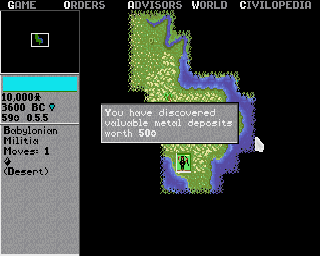 GAME ORDERS ADVISORS WORLD CIVILOPEDIA
10,000
3600 BC
59◊ 0.5.5
Babylonian
Militia
Moves: 1
(Desert)
You have discovered
valuable metal deposits
worth 50◊